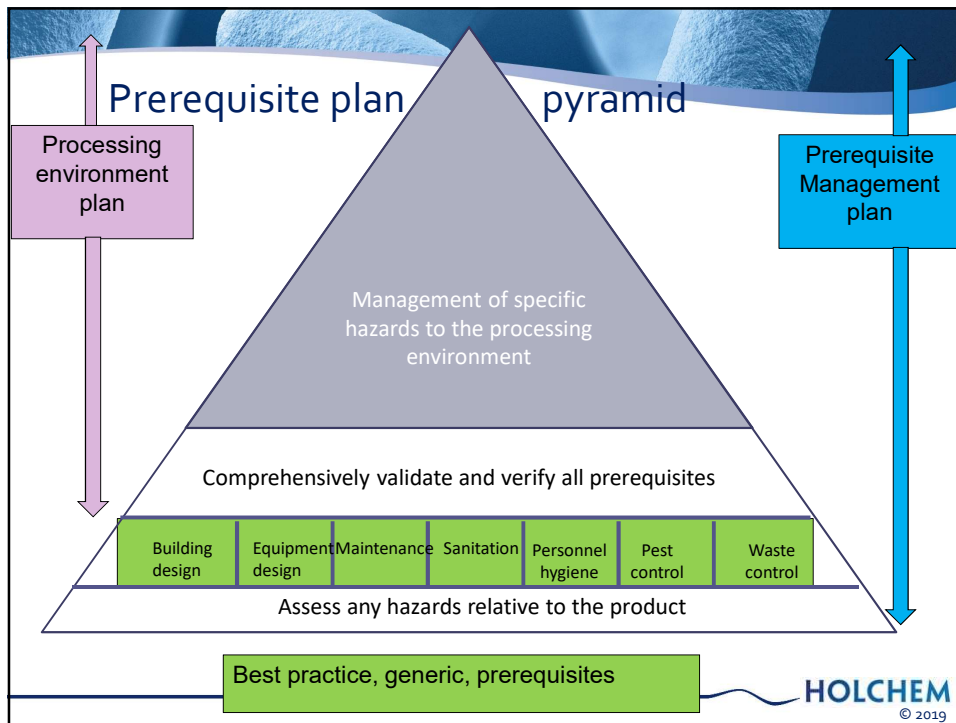 Prerequisite plan pyramid
Processing
environment
plan
Prerequisite
Management
plan
Management of specific
hazards to the processing
environment
Comprehensively validate and verify all prerequisites
Building
design
Equipment
design
Maintenance
Sanitation
Personnel
hygiene
Pest
control
Waste
control
Assess any hazards relative to the product
Best practice, generic, prerequisites
HOLCHEM
© 2019